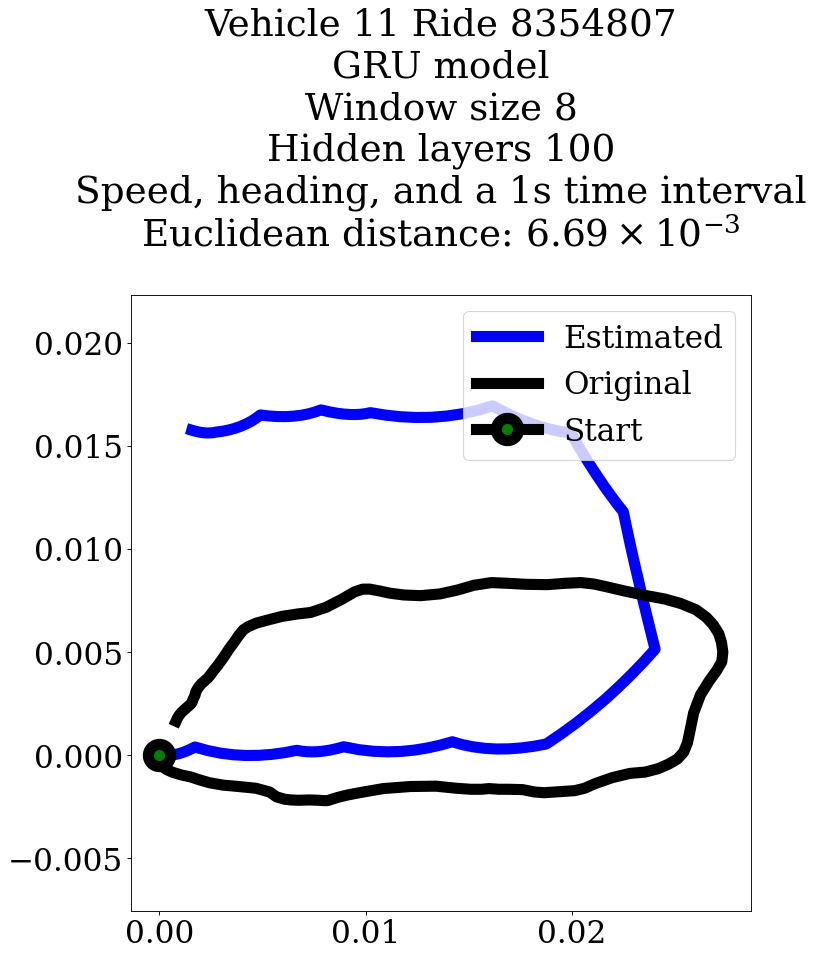 Vehicle 11 Ride 8354807
GRU model
Window size 8
Hidden layers 100
Speed, heading, and a 1s time interval
Euclidean distance: 6.69 × 10⁻³
Estimated
Original
Start
0.020
0.015
0.010
0.005
0.000
−0.005
0.00 0.01 0.02